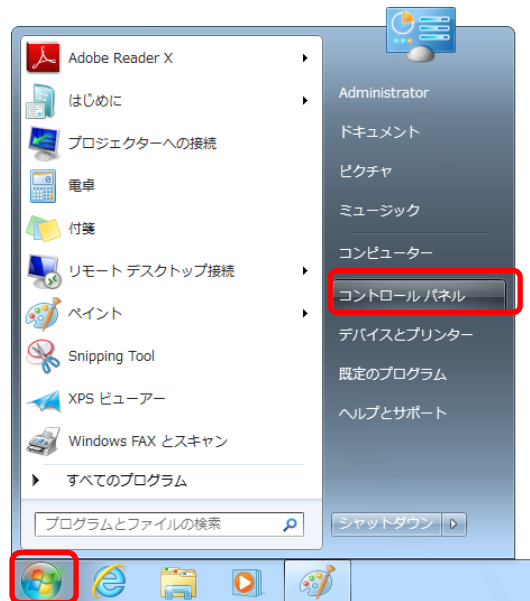 Adobe Reader X
はじめに
プロジェクターへの接続
電卓
付箋
リモート デスクトップ接続
ペイント
Snipping Tool
XPS ビューアー
Windows FAX とスキャン
すべてのプログラム
プログラムとファイルの検索
Administrator
ドキュメント
ピクチャ
ミュージック
コンピューター
コントロール パネル
デバイスとプリンター
既定のプログラム
ヘルプとサポート
シャットダウン